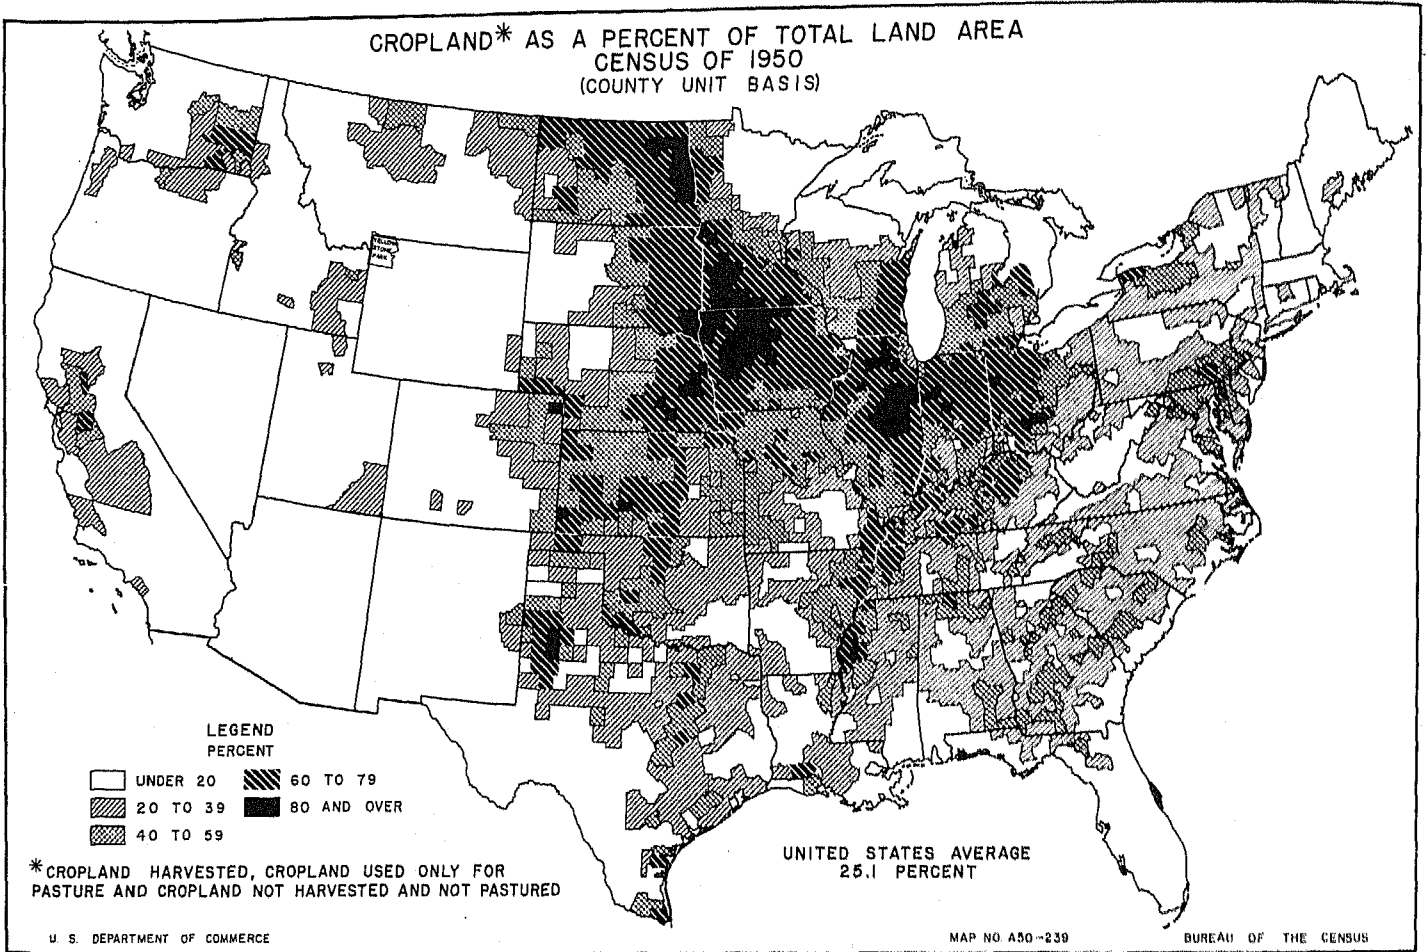 CROPLAND* AS A PERCENT OF TOTAL LAND AREA
CENSUS OF 1950
(COUNTY UNIT BASIS)
YELLOW
STONE
PARK
LEGEND
PERCENT
UNDER 20
20 TO 39
40 TO 59
60 TO 79
80 AND OVER
*CROPLAND HARVESTED, CROPLAND USED ONLY FOR
PASTURE AND CROPLAND NOT HARVESTED AND NOT PASTURED
UNITED STATES AVERAGE
25.1 PERCENT
U. S. DEPARTMENT OF COMMERCE
MAP NO. A50-239
BUREAU OF THE CENSUS